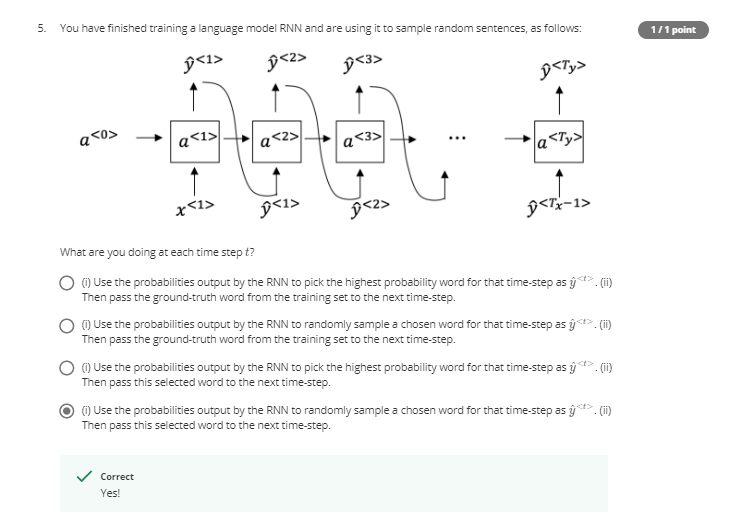 5. You have finished training a language model RNN and are using it to sample random sentences, as follows:
1 / 1 point
ŷ<1> ŷ<2> ŷ<3> ŷ<Ty>
a<0> a<1> a<2> a<3> ... a<Ty>
x<1> ŷ<1> ŷ<2> ŷ<Tx−1>
What are you doing at each time step t?
(i) Use the probabilities output by the RNN to pick the highest probability word for that time-step as ŷ<t>. (ii)
Then pass the ground-truth word from the training set to the next time-step.
(i) Use the probabilities output by the RNN to randomly sample a chosen word for that time-step as ŷ<t>. (ii)
Then pass the ground-truth word from the training set to the next time-step.
(i) Use the probabilities output by the RNN to pick the highest probability word for that time-step as ŷ<t>. (ii)
Then pass this selected word to the next time-step.
(i) Use the probabilities output by the RNN to randomly sample a chosen word for that time-step as ŷ<t>. (ii)
Then pass this selected word to the next time-step.
Correct
Yes!